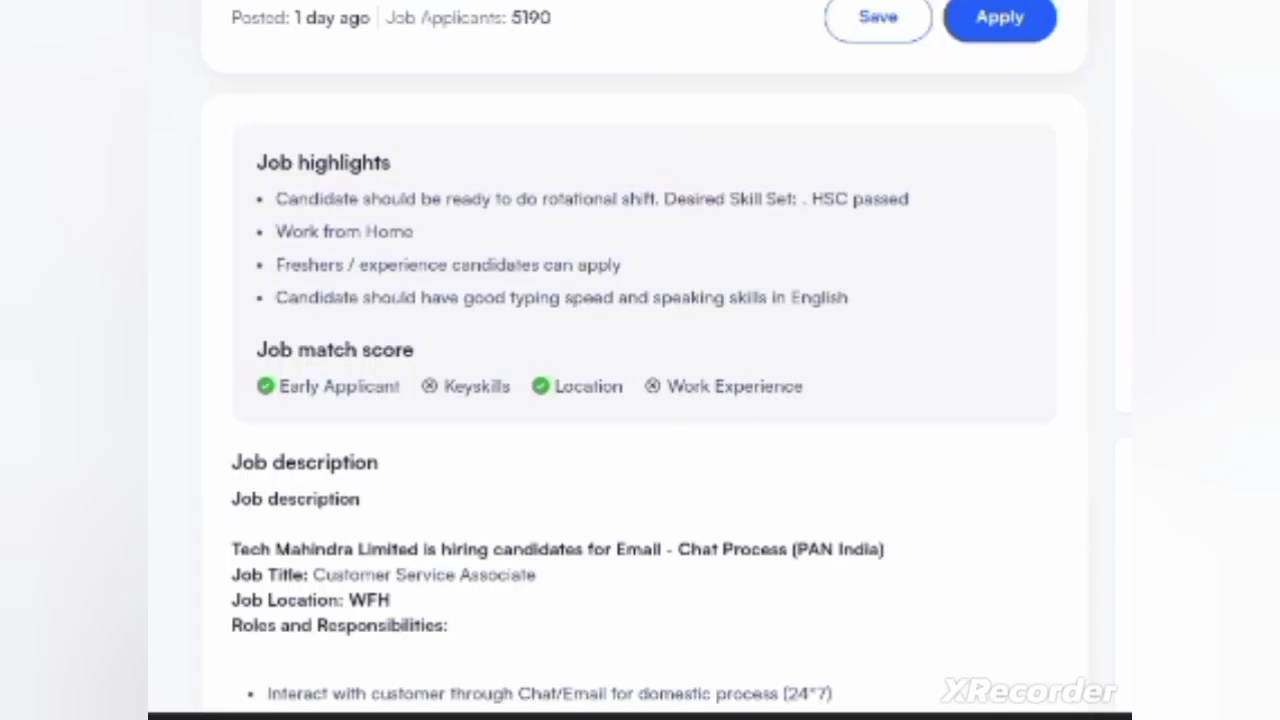 Posted: 1 day ago Job Applicants: 5190
Save
Apply
Job highlights
• Candidate should be ready to do rotational shift. Desired Skill Set: . HSC passed
• Work from Home
• Freshers / experience candidates can apply
• Candidate should have good typing speed and speaking skills in English
Job match score
Early Applicant Keyskills Location Work Experience
Job description
Job description
Tech Mahindra Limited is hiring candidates for Email - Chat Process (PAN India)
Job Title: Customer Service Associate
Job Location: WFH
Roles and Responsibilities:
• Interact with customer through Chat/Email for domestic process (24*7)
XRecorder